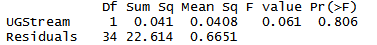 Df Sum Sq Mean Sq F value Pr(>F)
UGStream 1 0.041 0.0408 0.061 0.806
Residuals 34 22.614 0.6651